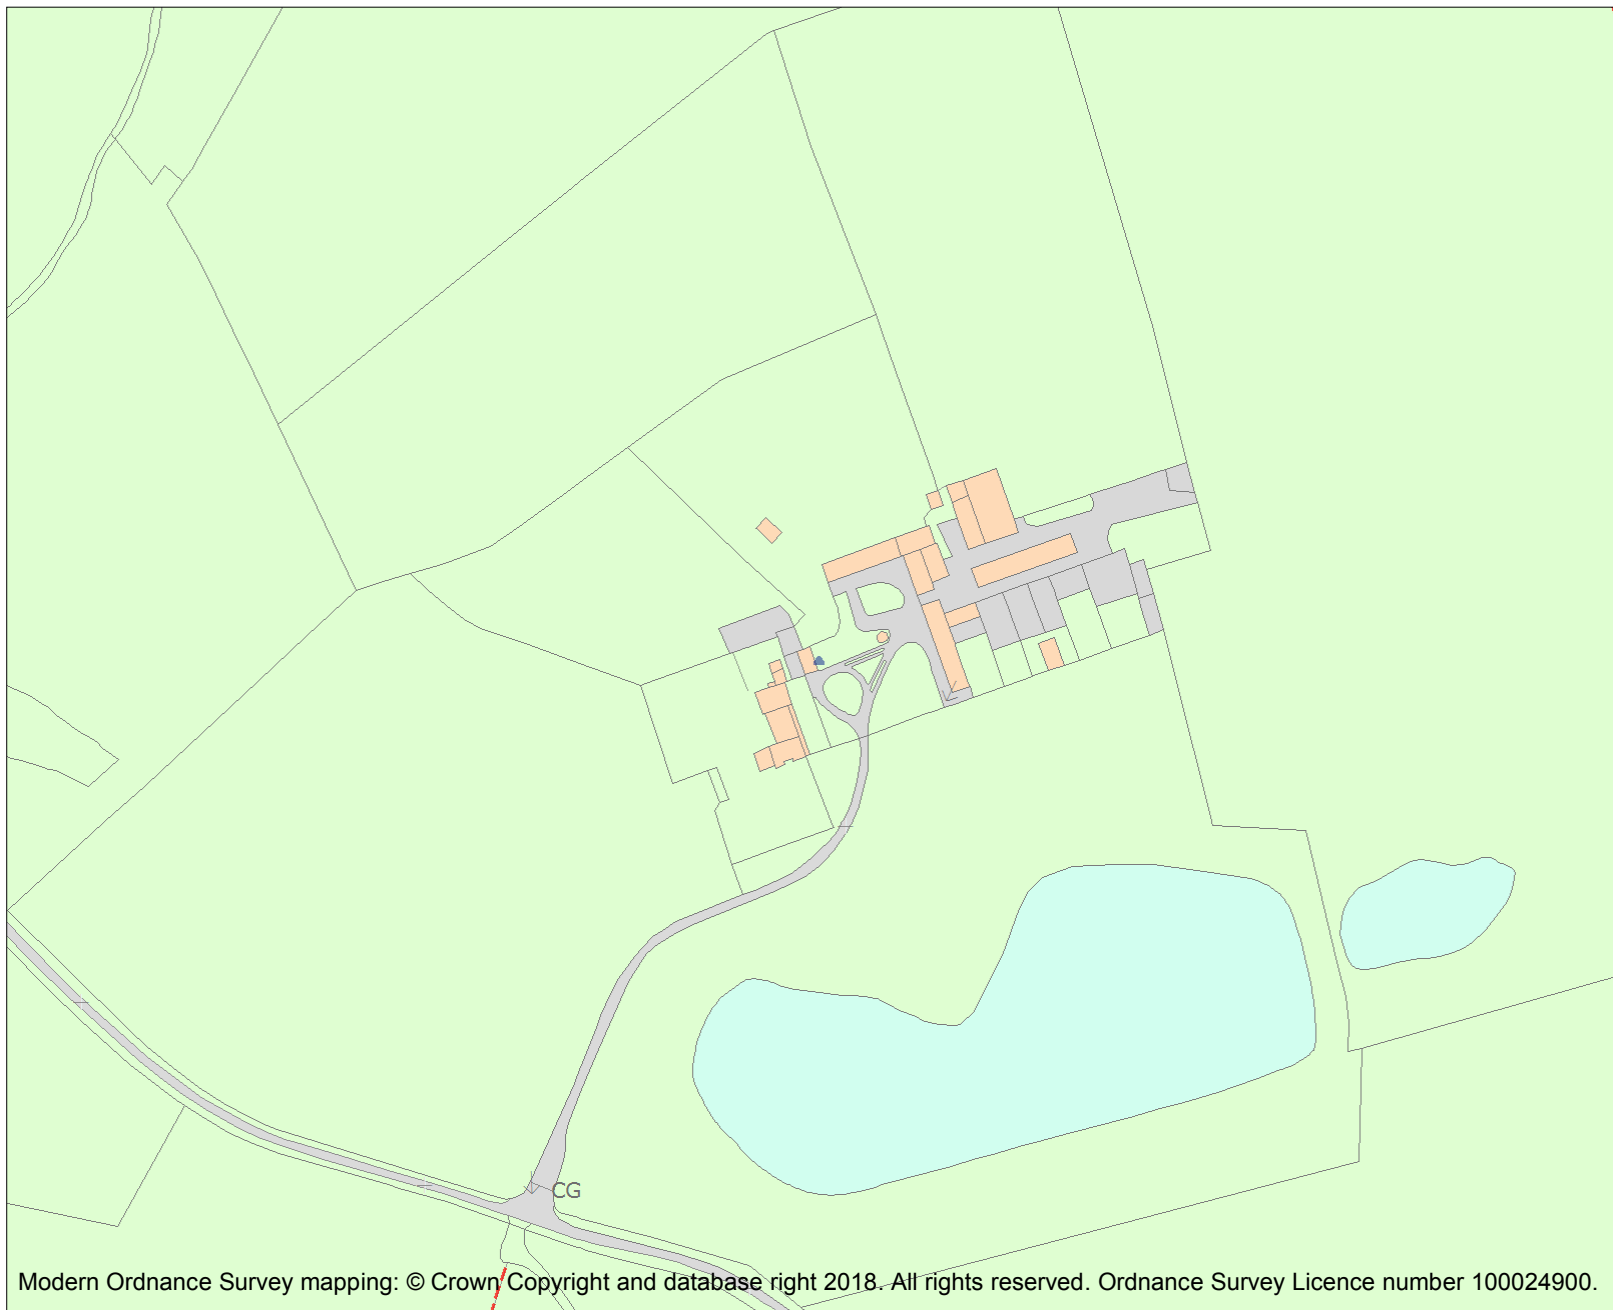 CG
Modern Ordnance Survey mapping: © Crown Copyright and database right 2018. All rights reserved. Ordnance Survey Licence number 100024900.